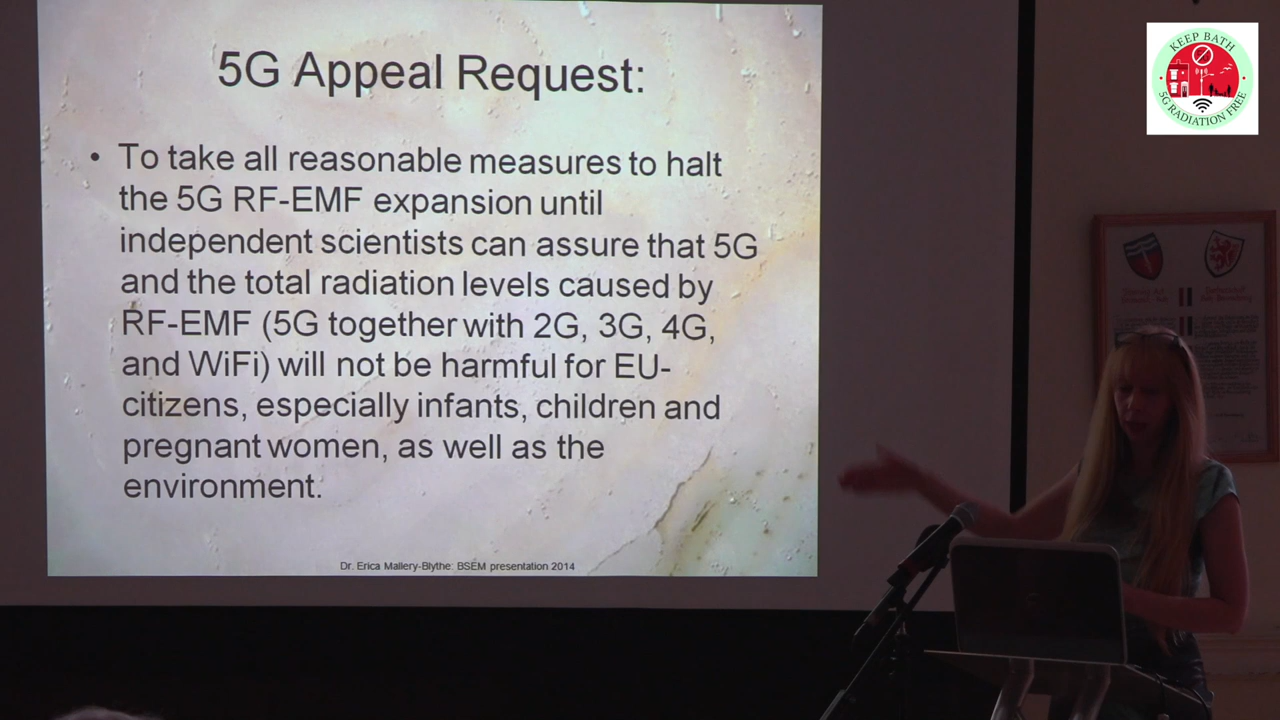 5G Appeal Request:
• To take all reasonable measures to halt
the 5G RF-EMF expansion until
independent scientists can assure that 5G
and the total radiation levels caused by
RF-EMF (5G together with 2G, 3G, 4G,
and WiFi) will not be harmful for EU-
citizens, especially infants, children and
pregnant women, as well as the
environment.
Dr. Erica Mallery-Blythe: BSEM presentation 2014
KEEP BATH
5G RADIATION FREE